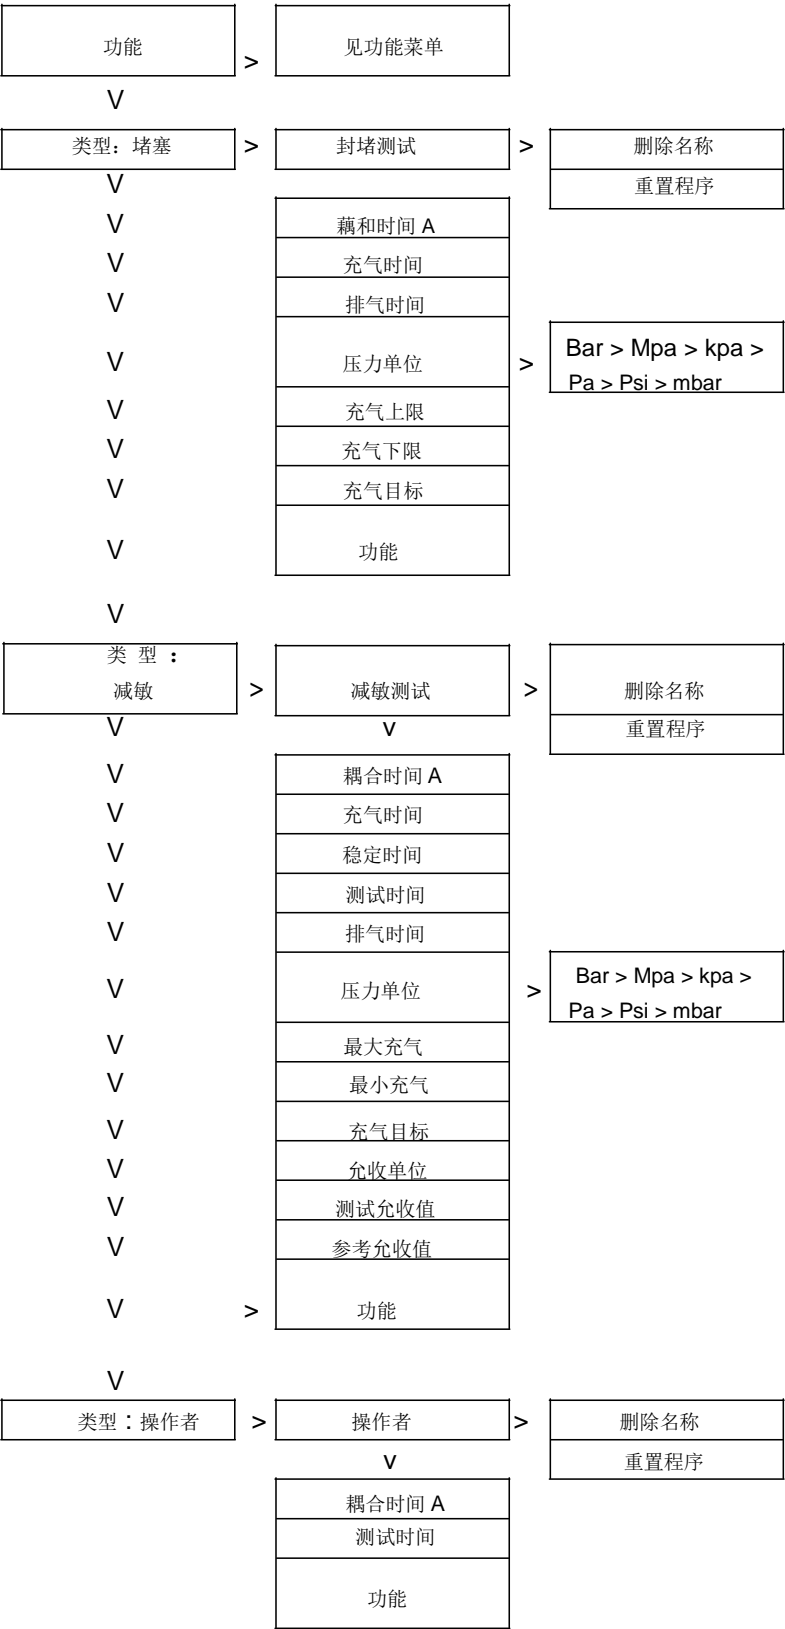 功能 > 见功能菜单
V
类型：堵塞 > 封堵测试 > 删除名称
V 重置程序
V 藕和时间 A
V 充气时间
V 排气时间
V 压力单位 > Bar > Mpa > kpa >
Pa > Psi > mbar
V 充气上限
V 充气下限
V 充气目标
V 功能
V
类 型 ：
减敏 > 减敏测试 > 删除名称
V v 重置程序
V 耦合时间 A
V 充气时间
V 稳定时间
V 测试时间
V 排气时间
V 压力单位 > Bar > Mpa > kpa >
Pa > Psi > mbar
V 最大充气
V 最小充气
V 充气目标
V 允收单位
V 测试允收值
V 参考允收值
V > 功能
V
类型：操作者 > 操作者 > 删除名称
v 重置程序
耦合时间 A
测试时间
功能